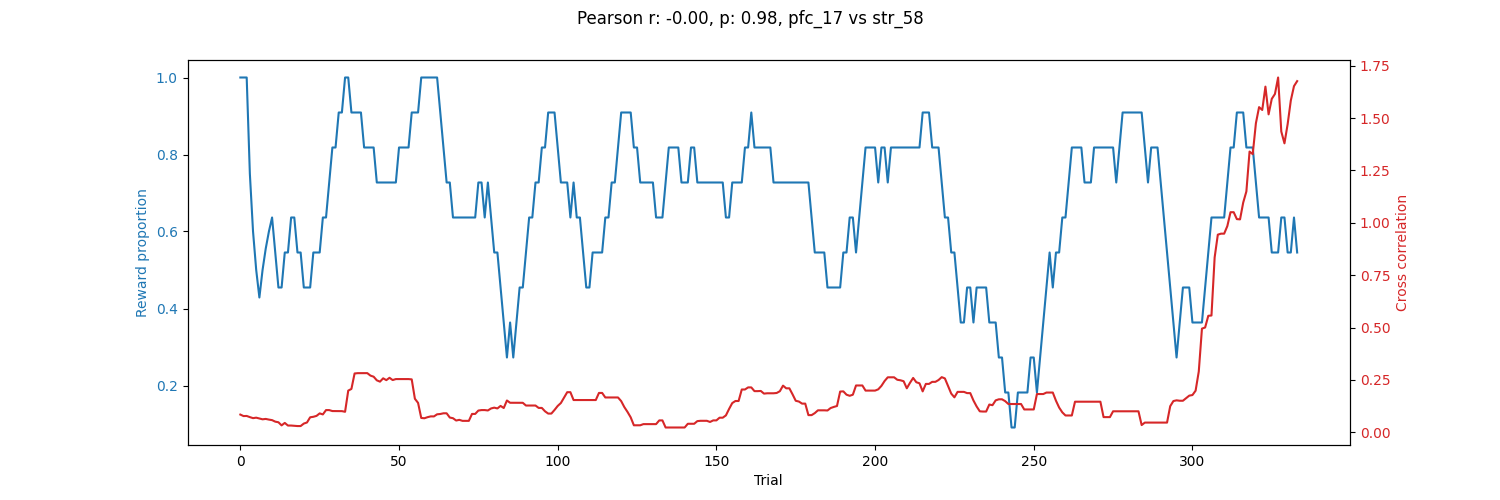 Pearson r: -0.00, p: 0.98, pfc_17 vs str_58
1.0
0.8
0.6
0.4
0.2
Reward proportion
1.75
1.50
1.25
1.00
0.75
0.50
0.25
0.00
Cross correlation
0 50 100 150 200 250 300
Trial